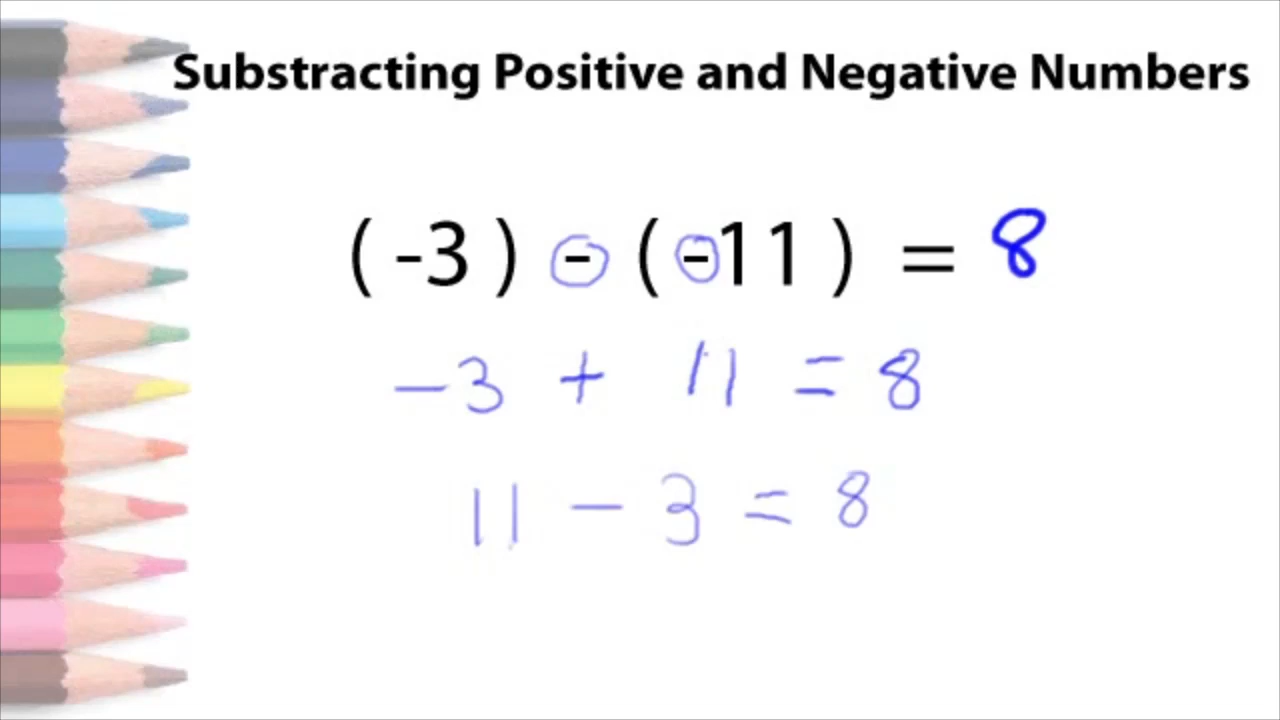 Substracting Positive and Negative Numbers
( -3 ) - ( -11 ) = 8
-3 + 11 = 8
11 - 3 = 8